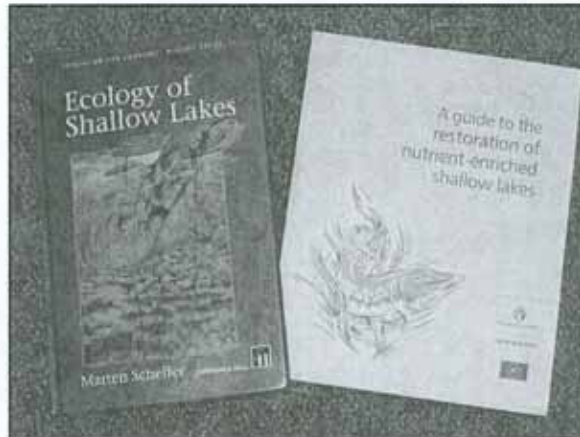 Ecology of
Shallow Lakes
Marten Scheffer
A guide to the
restoration of
nutrient-enriched
shallow lakes